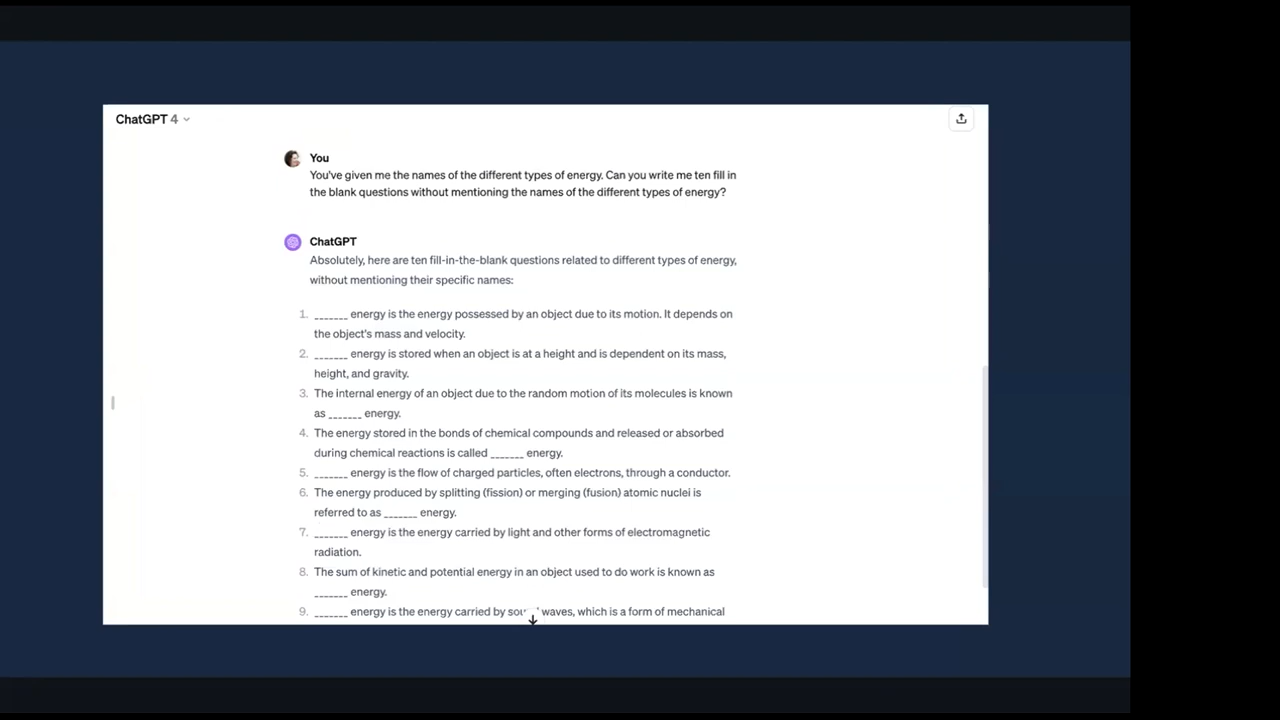 ChatGPT 4
You
You've given me the names of the different types of energy. Can you write me ten fill in
the blank questions without mentioning the names of the different types of energy?
ChatGPT
Absolutely, here are ten fill-in-the-blank questions related to different types of energy,
without mentioning their specific names:
1. _______ energy is the energy possessed by an object due to its motion. It depends on
the object's mass and velocity.
2. _______ energy is stored when an object is at a height and is dependent on its mass,
height, and gravity.
3. The internal energy of an object due to the random motion of its molecules is known
as _______ energy.
4. The energy stored in the bonds of chemical compounds and released or absorbed
during chemical reactions is called _______ energy.
5. _______ energy is the flow of charged particles, often electrons, through a conductor.
6. The energy produced by splitting (fission) or merging (fusion) atomic nuclei is
referred to as _______ energy.
7. _______ energy is the energy carried by light and other forms of electromagnetic
radiation.
8. The sum of kinetic and potential energy in an object used to do work is known as
_______ energy.
9. _______ energy is the energy carried by waves, which is a form of mechanical